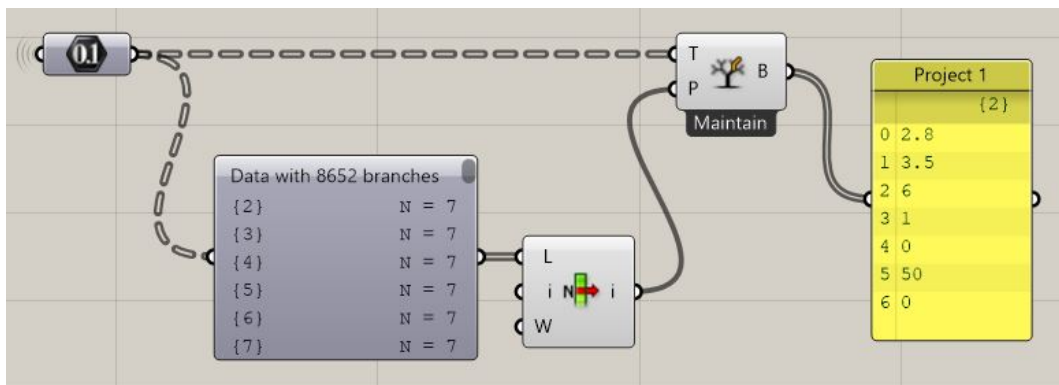 0.1
T
P
B
Maintain
Data with 8652 branches
{2} N = 7
{3} N = 7
{4} N = 7
{5} N = 7
{6} N = 7
{7} N = 7
L
i
W
N
i
Project 1
{2}
0 2.8
1 3.5
2 6
3 1
4 0
5 50
6 0